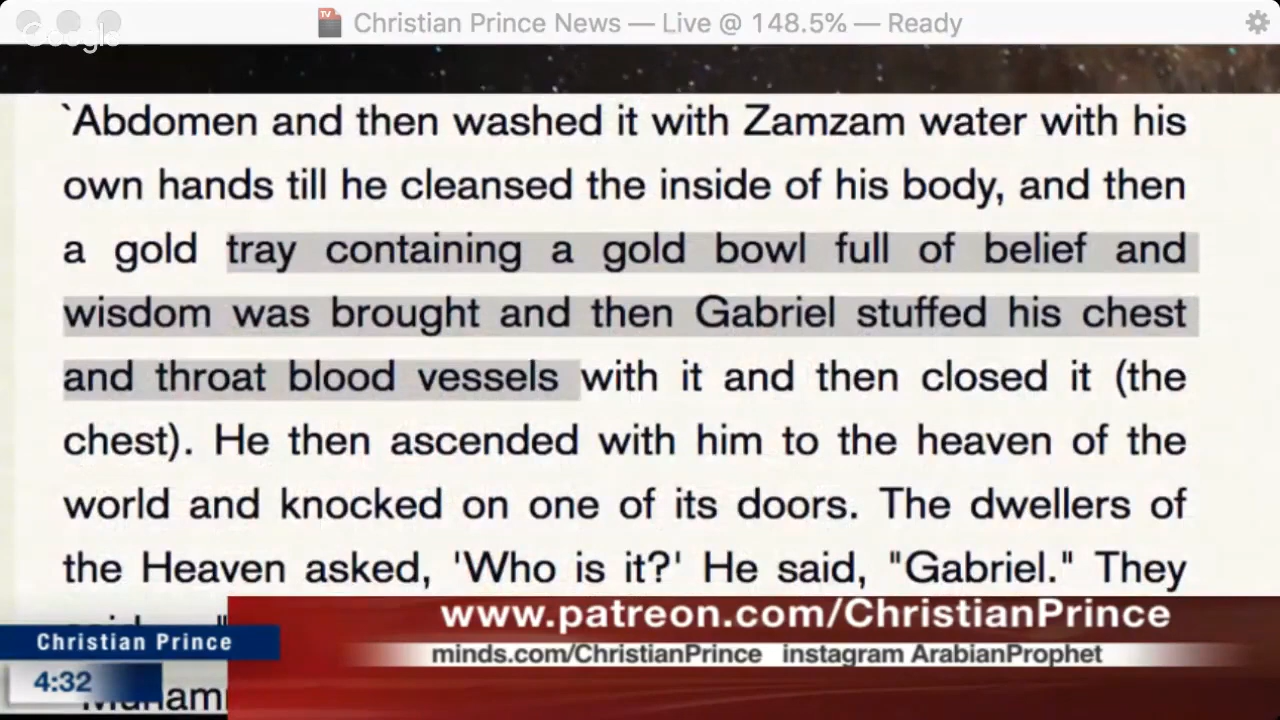 Christian Prince News — Live @ 148.5% — Ready
Google
TV
`Abdomen and then washed it with Zamzam water with his
own hands till he cleansed the inside of his body, and then
a gold tray containing a gold bowl full of belief and
wisdom was brought and then Gabriel stuffed his chest
and throat blood vessels with it and then closed it (the
chest). He then ascended with him to the heaven of the
world and knocked on one of its doors. The dwellers of
the Heaven asked, 'Who is it?' He said, "Gabriel." They
www.patreon.com/ChristianPrince
Christian Prince
minds.com/ChristianPrince instagram ArabianProphet
4:32